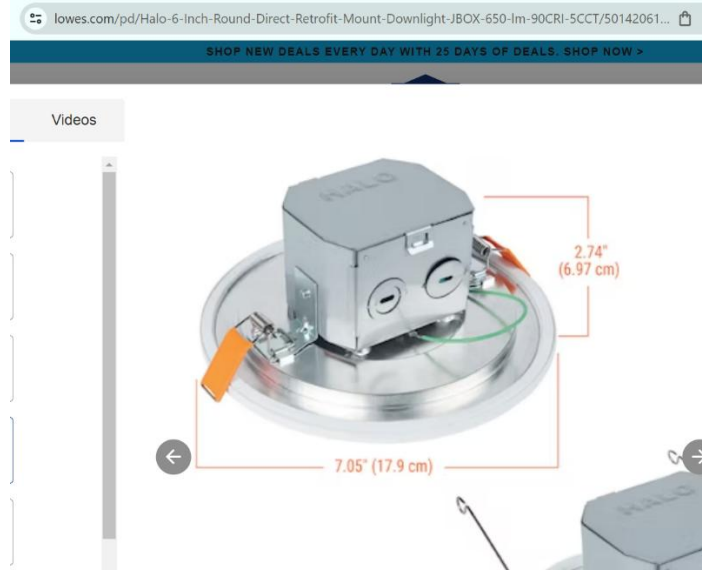 lowes.com/pd/Halo-6-Inch-Round-Direct-Retrofit-Mount-Downlight-JBOX-650-lm-90CRI-5CCT/50142061...
SHOP NEW DEALS EVERY DAY WITH 25 DAYS OF DEALS. SHOP NOW >
Videos
HALO
2.74"
(6.97 cm)
7.05" (17.9 cm)
HALO